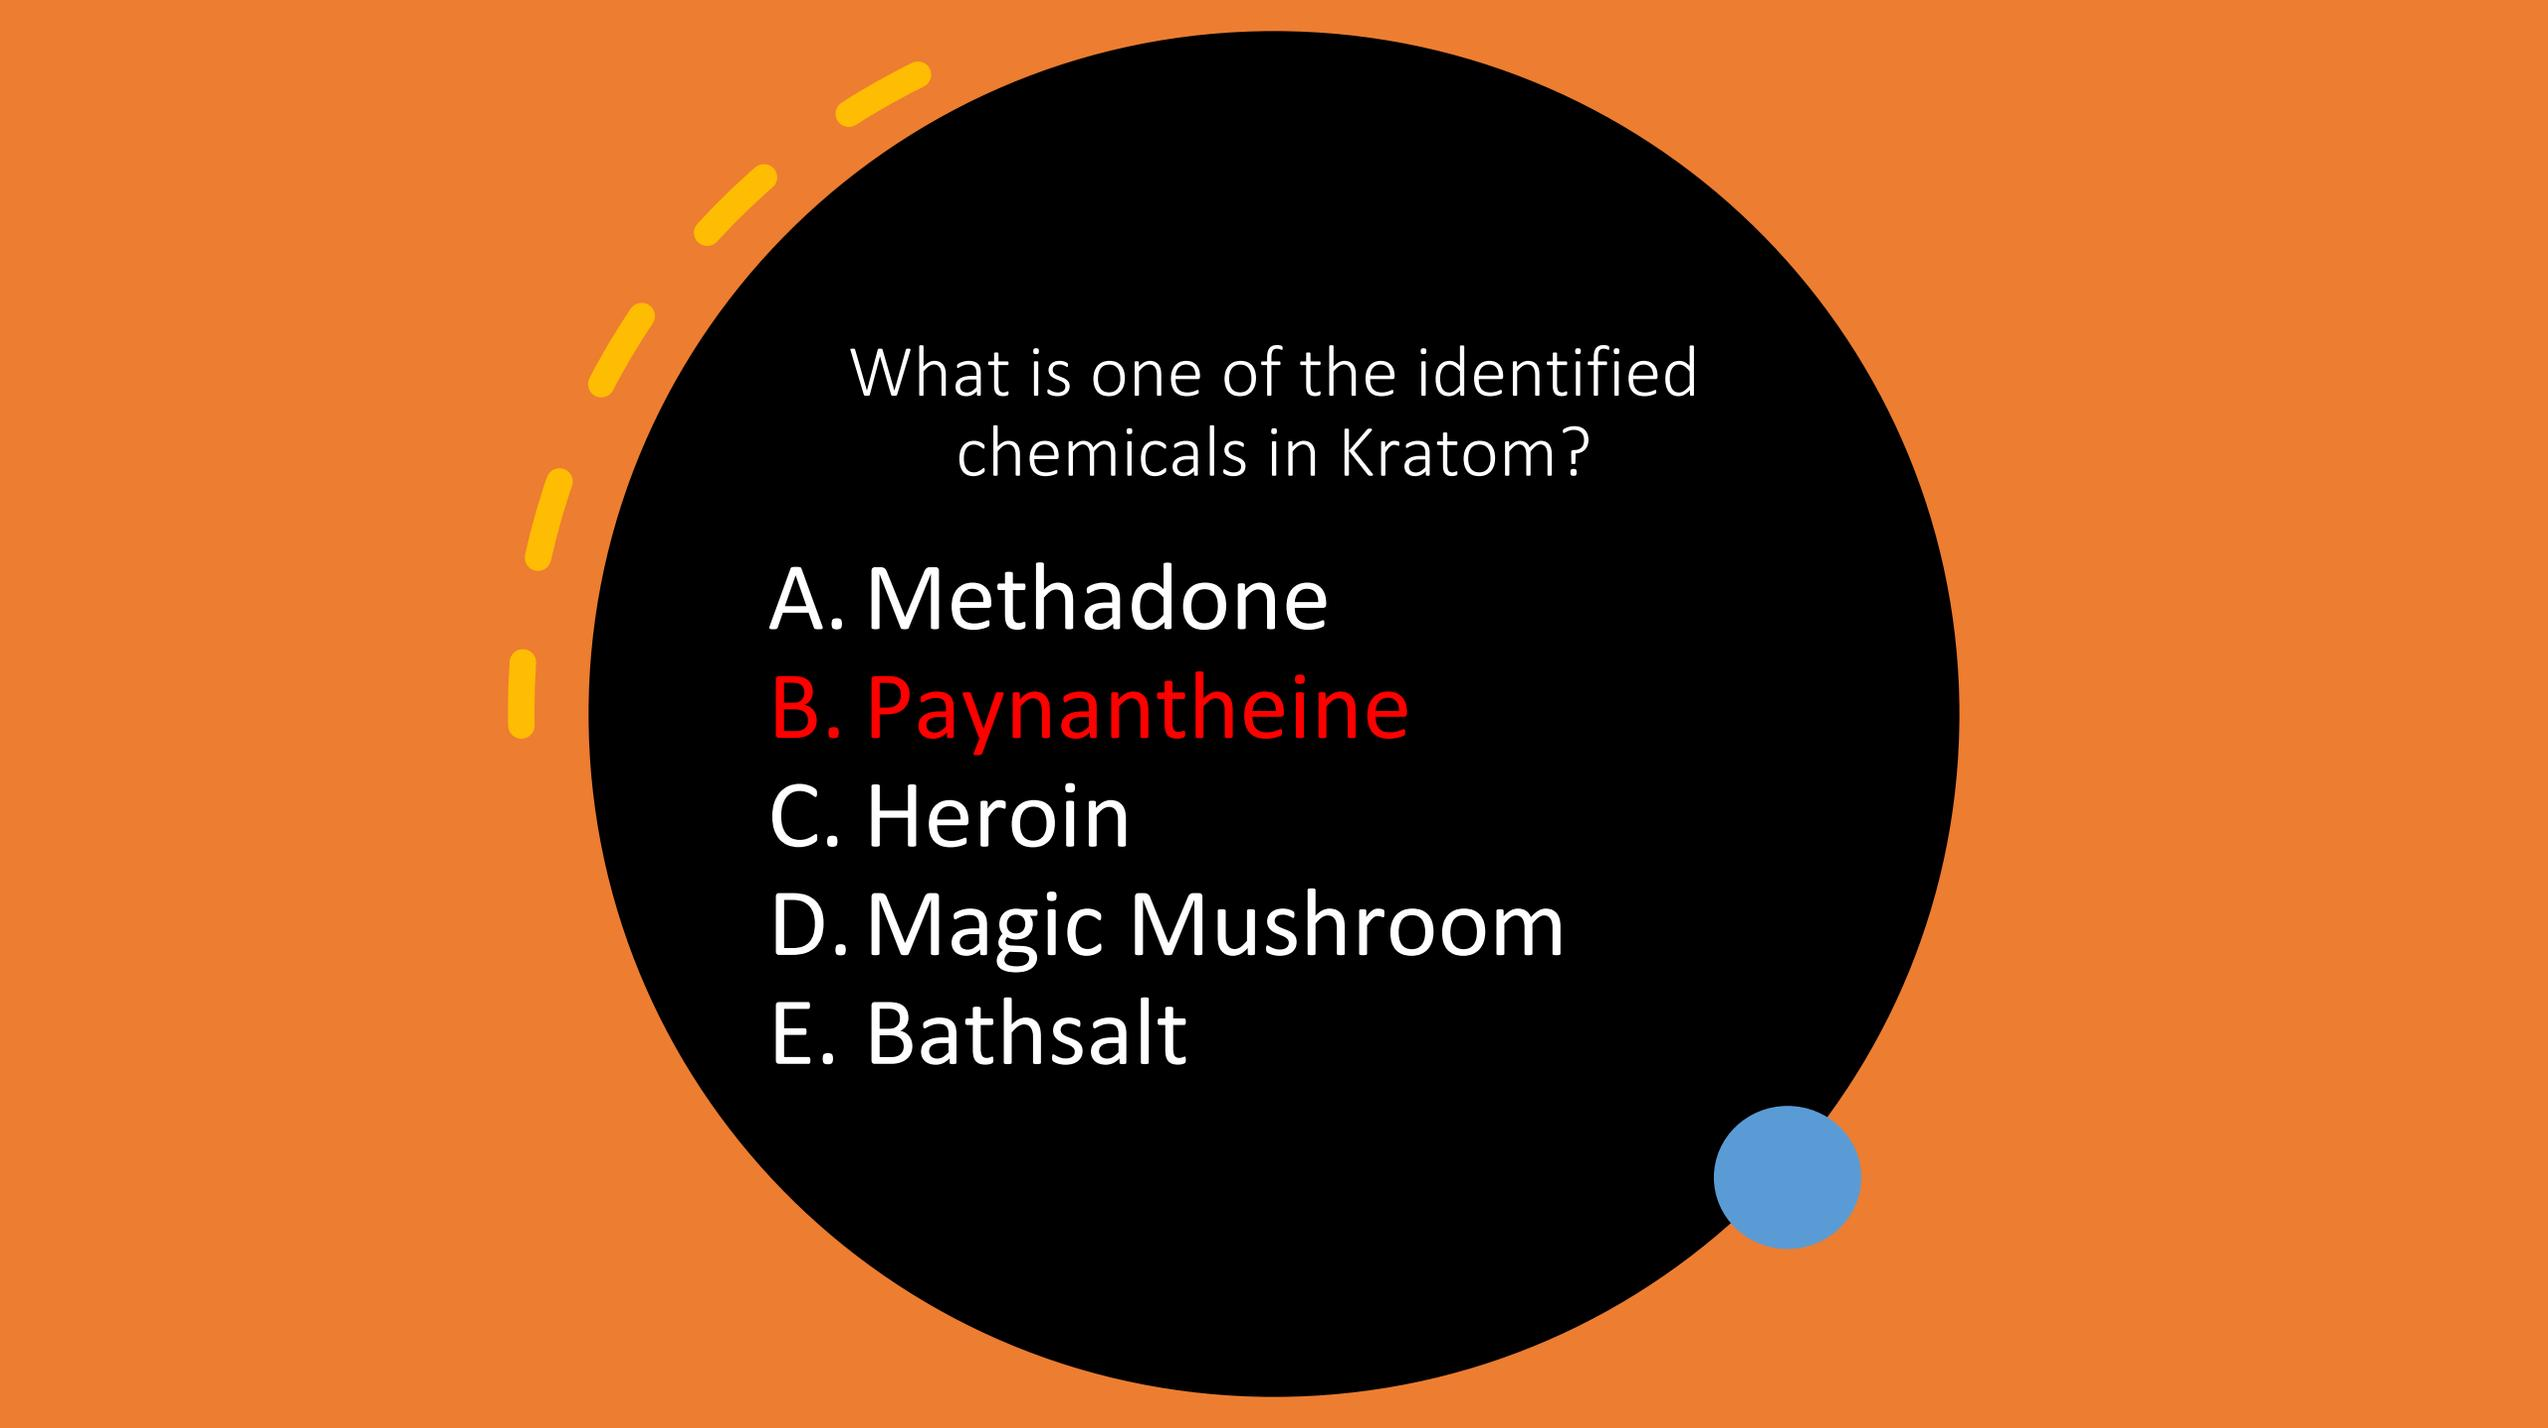 What is one of the identified
chemicals in Kratom?
A. Methadone
B. Paynantheine
C. Heroin
D. Magic Mushroom
E. Bathsalt